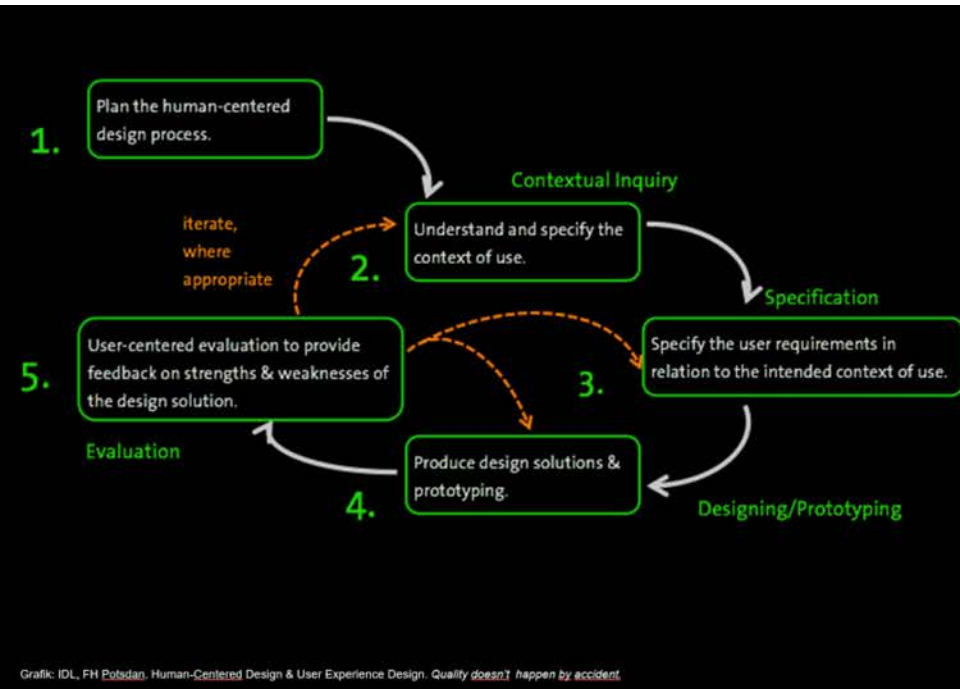 1.
Plan the human-centered
design process.
Contextual Inquiry
iterate,
where
appropriate
2.
Understand and specify the
context of use.
Specification
3.
Specify the user requirements in
relation to the intended context of use.
5.
User-centered evaluation to provide
feedback on strengths & weaknesses of
the design solution.
Evaluation
4.
Produce design solutions &
prototyping.
Designing/Prototyping
Grafik: IDL, FH Potsdan. Human-Centered Design & User Experience Design. Quality doesn't happen by accident.